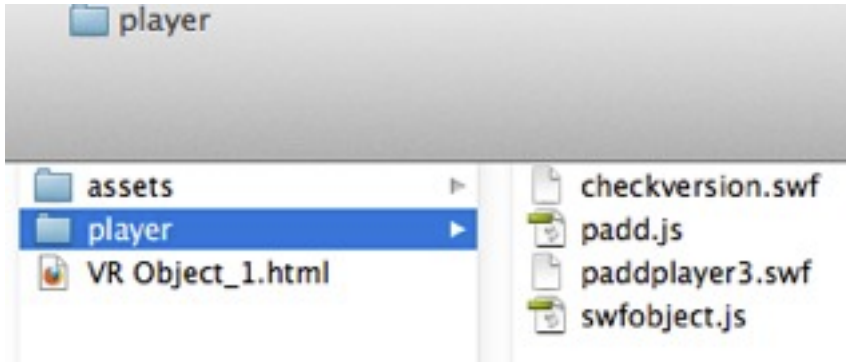 player
assets
player
VR Object_1.html
checkversion.swf
padd.js
paddplayer3.swf
swfobject.js